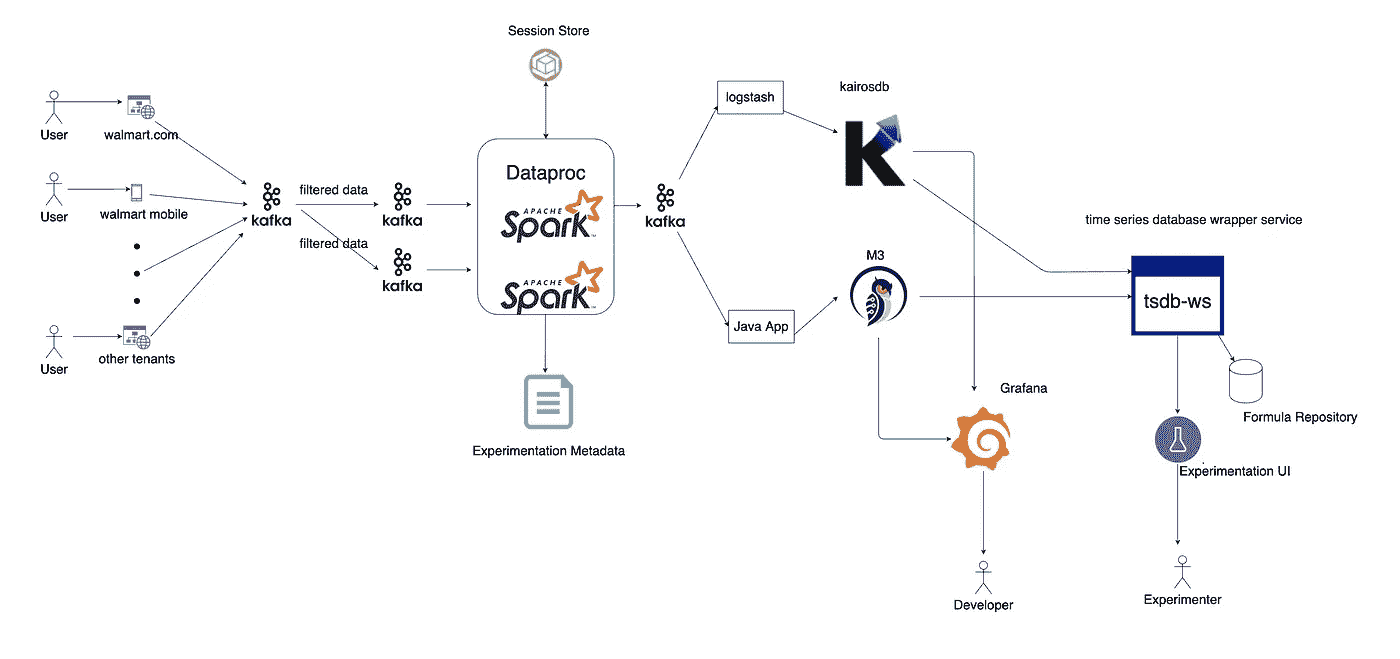 Session Store
User
walmart.com
User
walmart mobile
User
other tenants
kafka
filtered data
filtered data
kafka
kafka
Dataproc
APACHE
Spark
TM
APACHE
Spark
TM
Experimentation Metadata
kafka
logstash
Java App
kairosdb
K
M3
Grafana
Developer
time series database wrapper service
tsdb-ws
Formula Repository
Experimentation UI
Experimenter